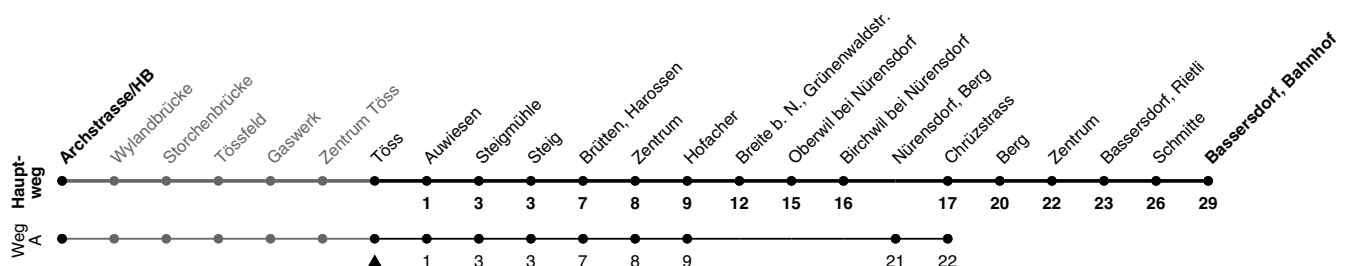 Archstrasse/HB
Wylandbrücke
Storchenbrücke
Tössfeld
Gaswerk
Zentrum Töss
Töss
Auwiesen
Steigmühle
Steig
Brütten, Harossen
Zentrum
Hofacher
Breite b. N., Grünenwaldstr.
Oberwil bei Nürensdorf
Birchwil bei Nürensdorf
Nürensdorf, Berg
Chrüzstrass
Berg
Zentrum
Bassersdorf, Rietli
Schmitte
Bassersdorf, Bahnhof
Haupt-
weg
1 3 3 7 8 9 12 15 16 17 20 22 23 26 29
Weg
A
1 3 3 7 8 9 21 22